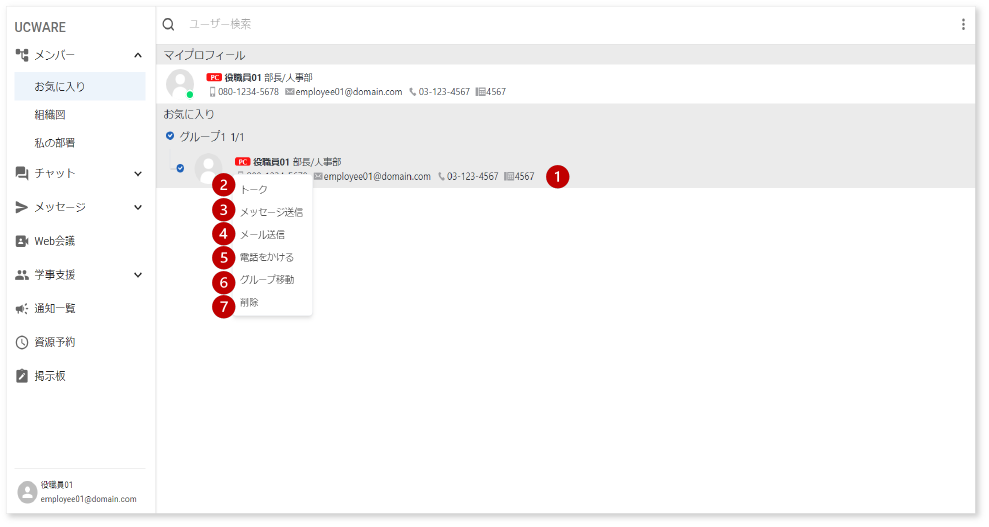 UCWARE
メンバー
お気に入り
組織図
私の部署
チャット
メッセージ
Web会議
学事支援
通知一覧
資源予約
掲示板
役職員01
employee01@domain.com
ユーザー検索
マイプロフィール
PC 役職員01 部長/人事部
080-1234-5678 employee01@domain.com 03-123-4567 4567
お気に入り
グループ1 1/1
PC 役職員01 部長/人事部
employee01@domain.com 03-123-4567 4567 1
2 トーク
3 メッセージ送信
4 メール送信
5 電話をかける
6 グループ移動
7 削除